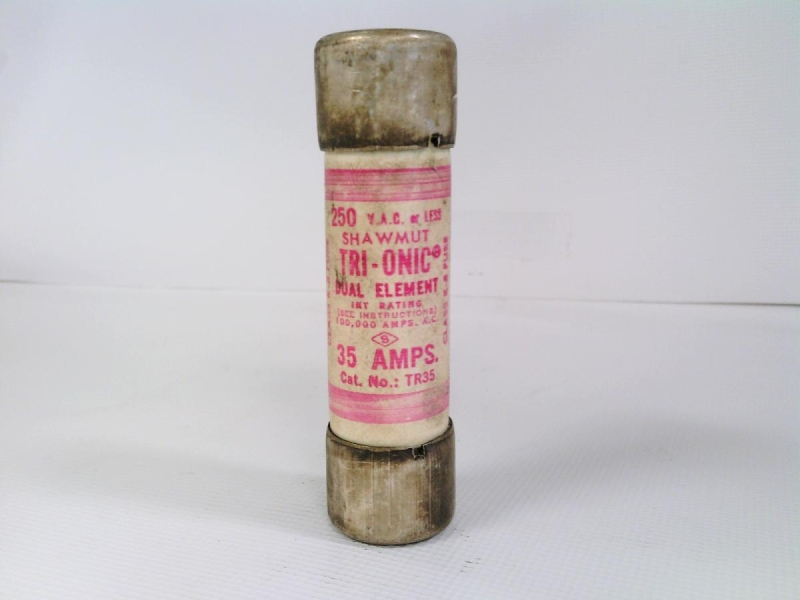 250 V.A.C. or LESS
SHAWMUT
TRI-ONIC®
DUAL ELEMENT
INT RATING
(SEE INSTRUCTIONS)
100,000 AMPS. A.C.
S
35 AMPS.
Cat. No.: TR35
FUSE